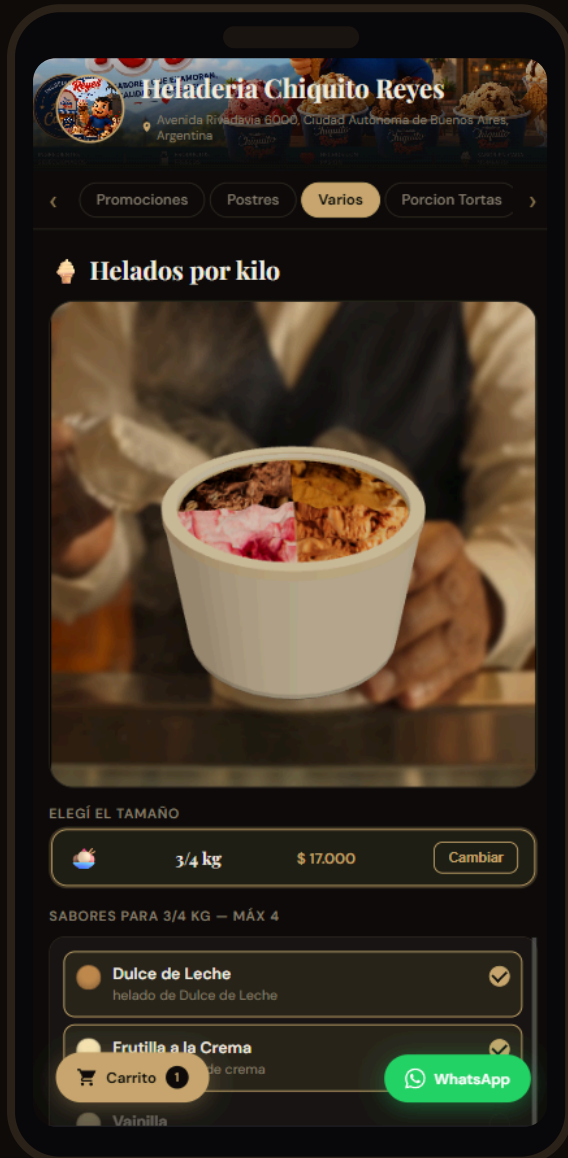 Reyes
Heladeria Chiquito Reyes
Avenida Rivadavia 6000, Ciudad Autónoma de Buenos Aires,
Argentina
‹ Promociones Postres Varios Porcion Tortas ›
Helados por kilo
ELEGÍ EL TAMAÑO
3/4 kg $ 17.000 Cambiar
SABORES PARA 3/4 KG — MÁX 4
Dulce de Leche
helado de Dulce de Leche
Frutilla a la Crema
de crema
Carrito 1
WhatsApp
Vainilla